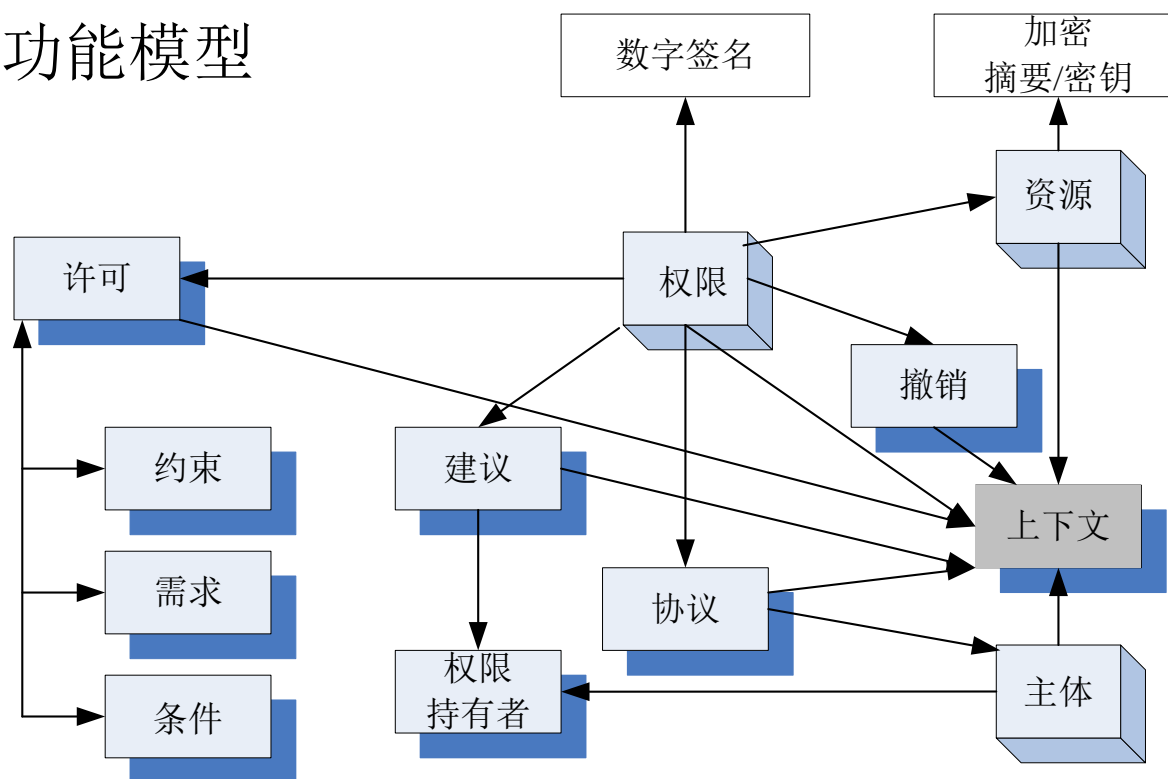 功能模型
数字签名
加密
摘要/密钥
资源
许可
权限
撤销
约束
建议
上下文
需求
协议
权限
持有者
主体
条件